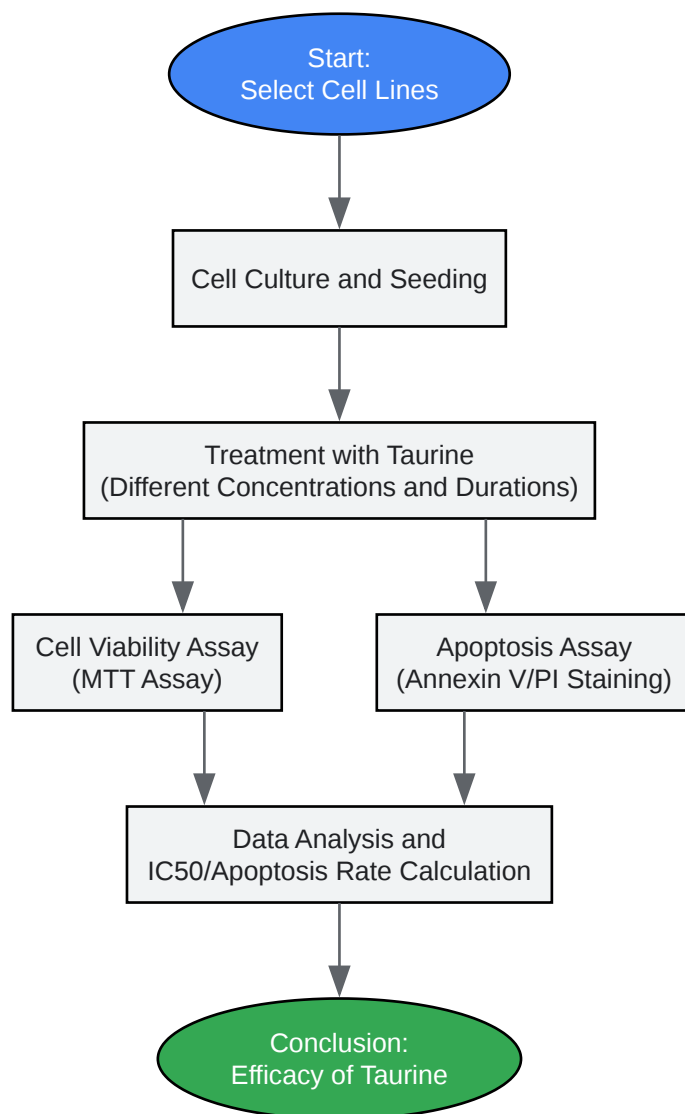 Start:
Select Cell Lines
Cell Culture and Seeding
Treatment with Taurine
(Different Concentrations and Durations)
Cell Viability Assay
(MTT Assay)
Apoptosis Assay
(Annexin V/PI Staining)
Data Analysis and
IC50/Apoptosis Rate Calculation
Conclusion:
Efficacy of Taurine